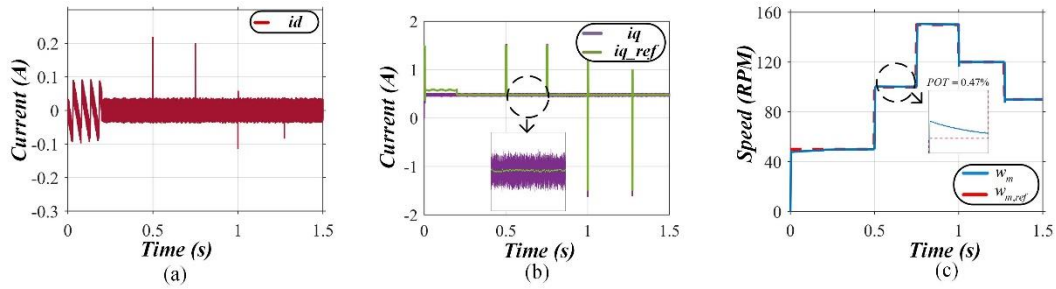 id
0.2
0.1
0
-0.1
-0.2
-0.3
Current (A)
0
0.5
1
1.5
Time (s)
(a)
iq
iq_ref
2
1
0
-1
-2
Current (A)
0
0.5
1
1.5
Time (s)
(b)
160
120
80
40
0
Speed (RPM)
POT = 0.47%
w_m
w_m,ref
0
0.5
1
1.5
Time (s)
(c)